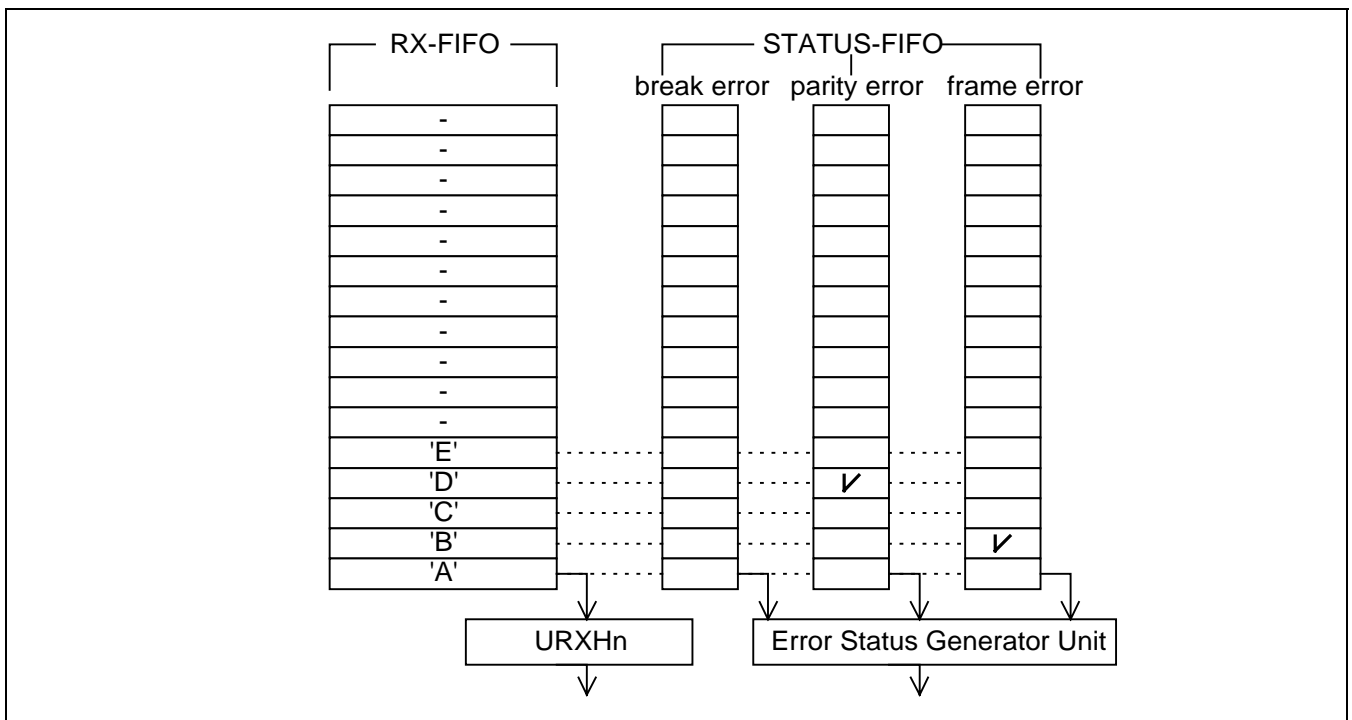 RX-FIFO STATUS-FIFO
break error parity error frame error
-
-
-
-
-
-
-
-
-
-
-
'E'
'D'
'C'
'B'
'A'
URXHn Error Status Generator Unit